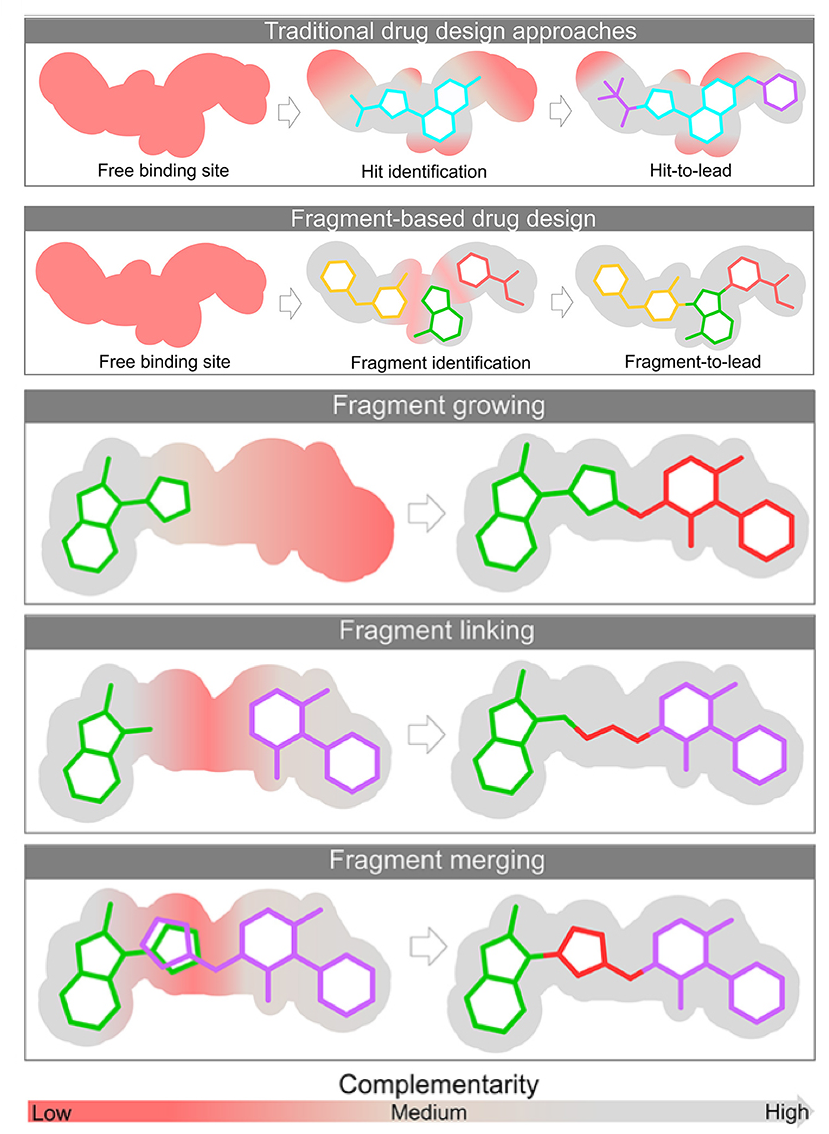 Traditional drug design approaches
Free binding site
Hit identification
Hit-to-lead
Fragment-based drug design
Free binding site
Fragment identification
Fragment-to-lead
Fragment growing
Fragment linking
Fragment merging
Complementarity
Low
Medium
High